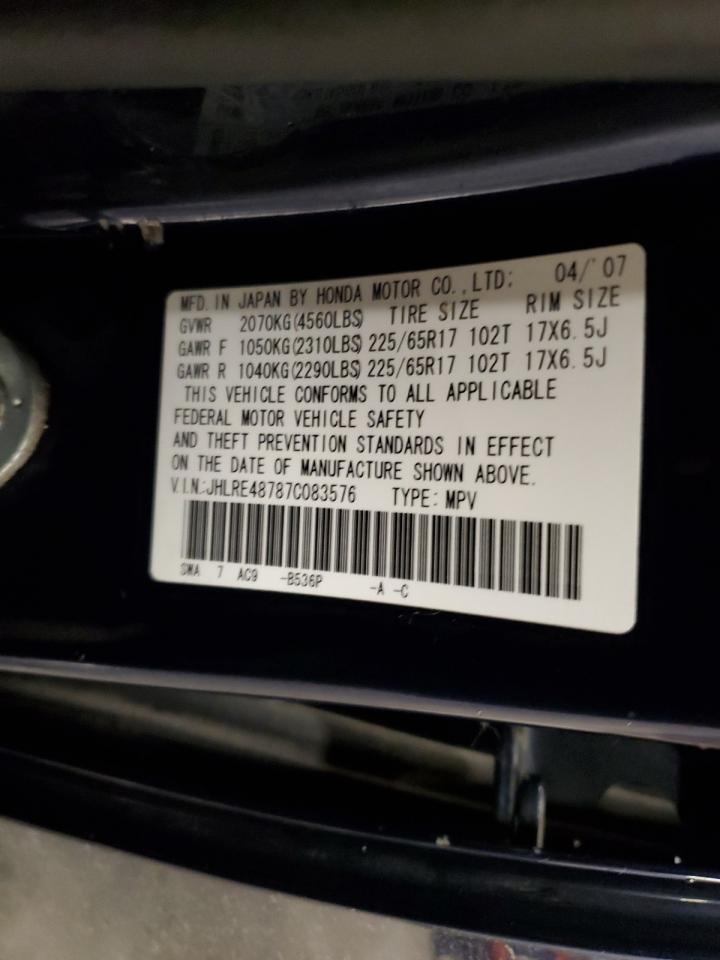 MFD. IN JAPAN BY HONDA MOTOR CO., LTD: 04/'07
GVWR 2070KG(4560LBS) TIRE SIZE RIM SIZE
GAWR F 1050KG(2310LBS) 225/65R17 102T 17X6.5J
GAWR R 1040KG(2290LBS) 225/65R17 102T 17X6.5J
THIS VEHICLE CONFORMS TO ALL APPLICABLE
FEDERAL MOTOR VEHICLE SAFETY
AND THEFT PREVENTION STANDARDS IN EFFECT
ON THE DATE OF MANUFACTURE SHOWN ABOVE.
V.I.N.:JHLRE48787C083576 TYPE: MPV
SWA 7 AC9 -B536P -A -C